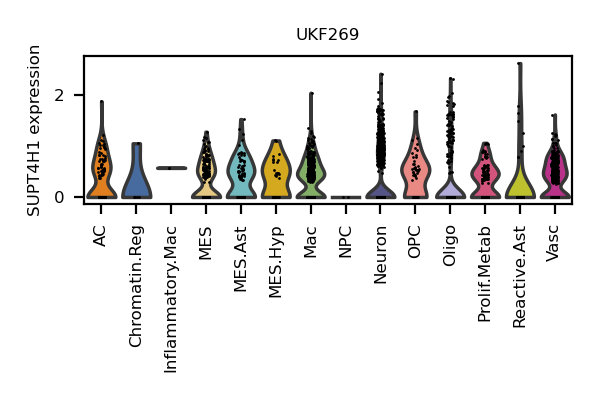 UKF269
SUPT4H1 expression
2
0
AC
Chromatin.Reg
Inflammatory.Mac
MES
MES.Ast
MES.Hyp
Mac
NPC
Neuron
OPC
Oligo
Prolif.Metab
Reactive.Ast
Vasc